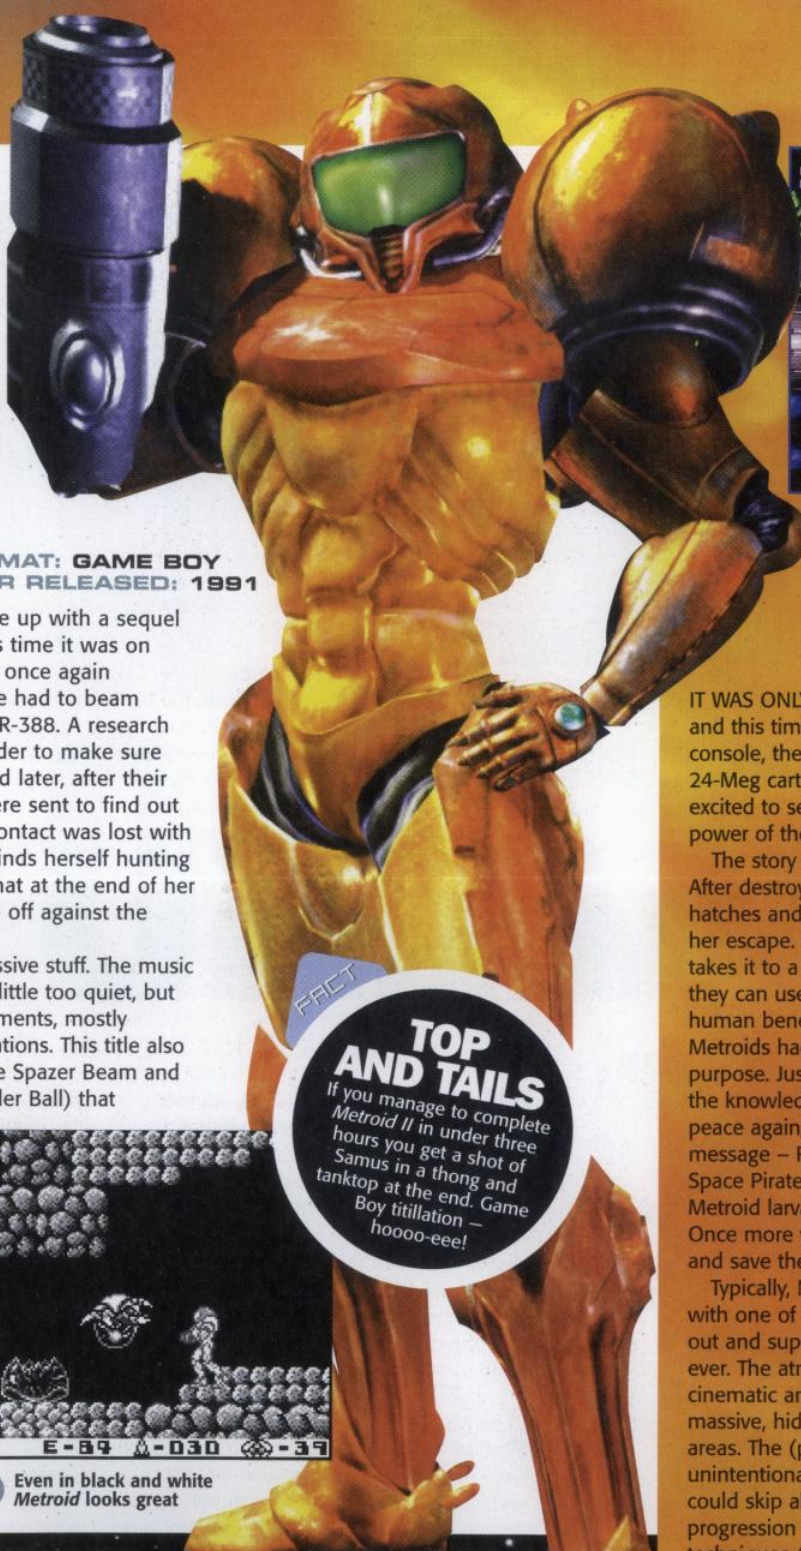 MAT: GAME BOY
R RELEASED: 1991
e up with a sequel
s time it was on
once again
e had to beam
R-388. A research
der to make sure
d later, after their
ere sent to find out
ontact was lost with
inds herself hunting
nat at the end of her
off against the
ssive stuff. The music
little too quiet, but
ments, mostly
tions. This title also
e Spazer Beam and
ler Ball) that
E-84 -030 -39
Even in black and white
Metroid looks great
FACT
TOP
AND TAILS
If you manage to complete
Metroid II in under three
hours you get a shot of
Samus in a thong and
tanktop at the end. Game
Boy titillation –
hoooo-eee!
IT WAS ONLY
and this tim
console, the
24-Meg cart
excited to se
power of the
The story
After destroy
hatches and
her escape.
takes it to a
they can use
human bene
Metroids ha
purpose. Jus
the knowled
peace again
message –
Space Pirate
Metroid larva
Once more
and save the
Typically,
with one of
out and sup
ever. The atr
cinematic an
massive, hid
areas. The (p
unintentiona
could skip a
progression